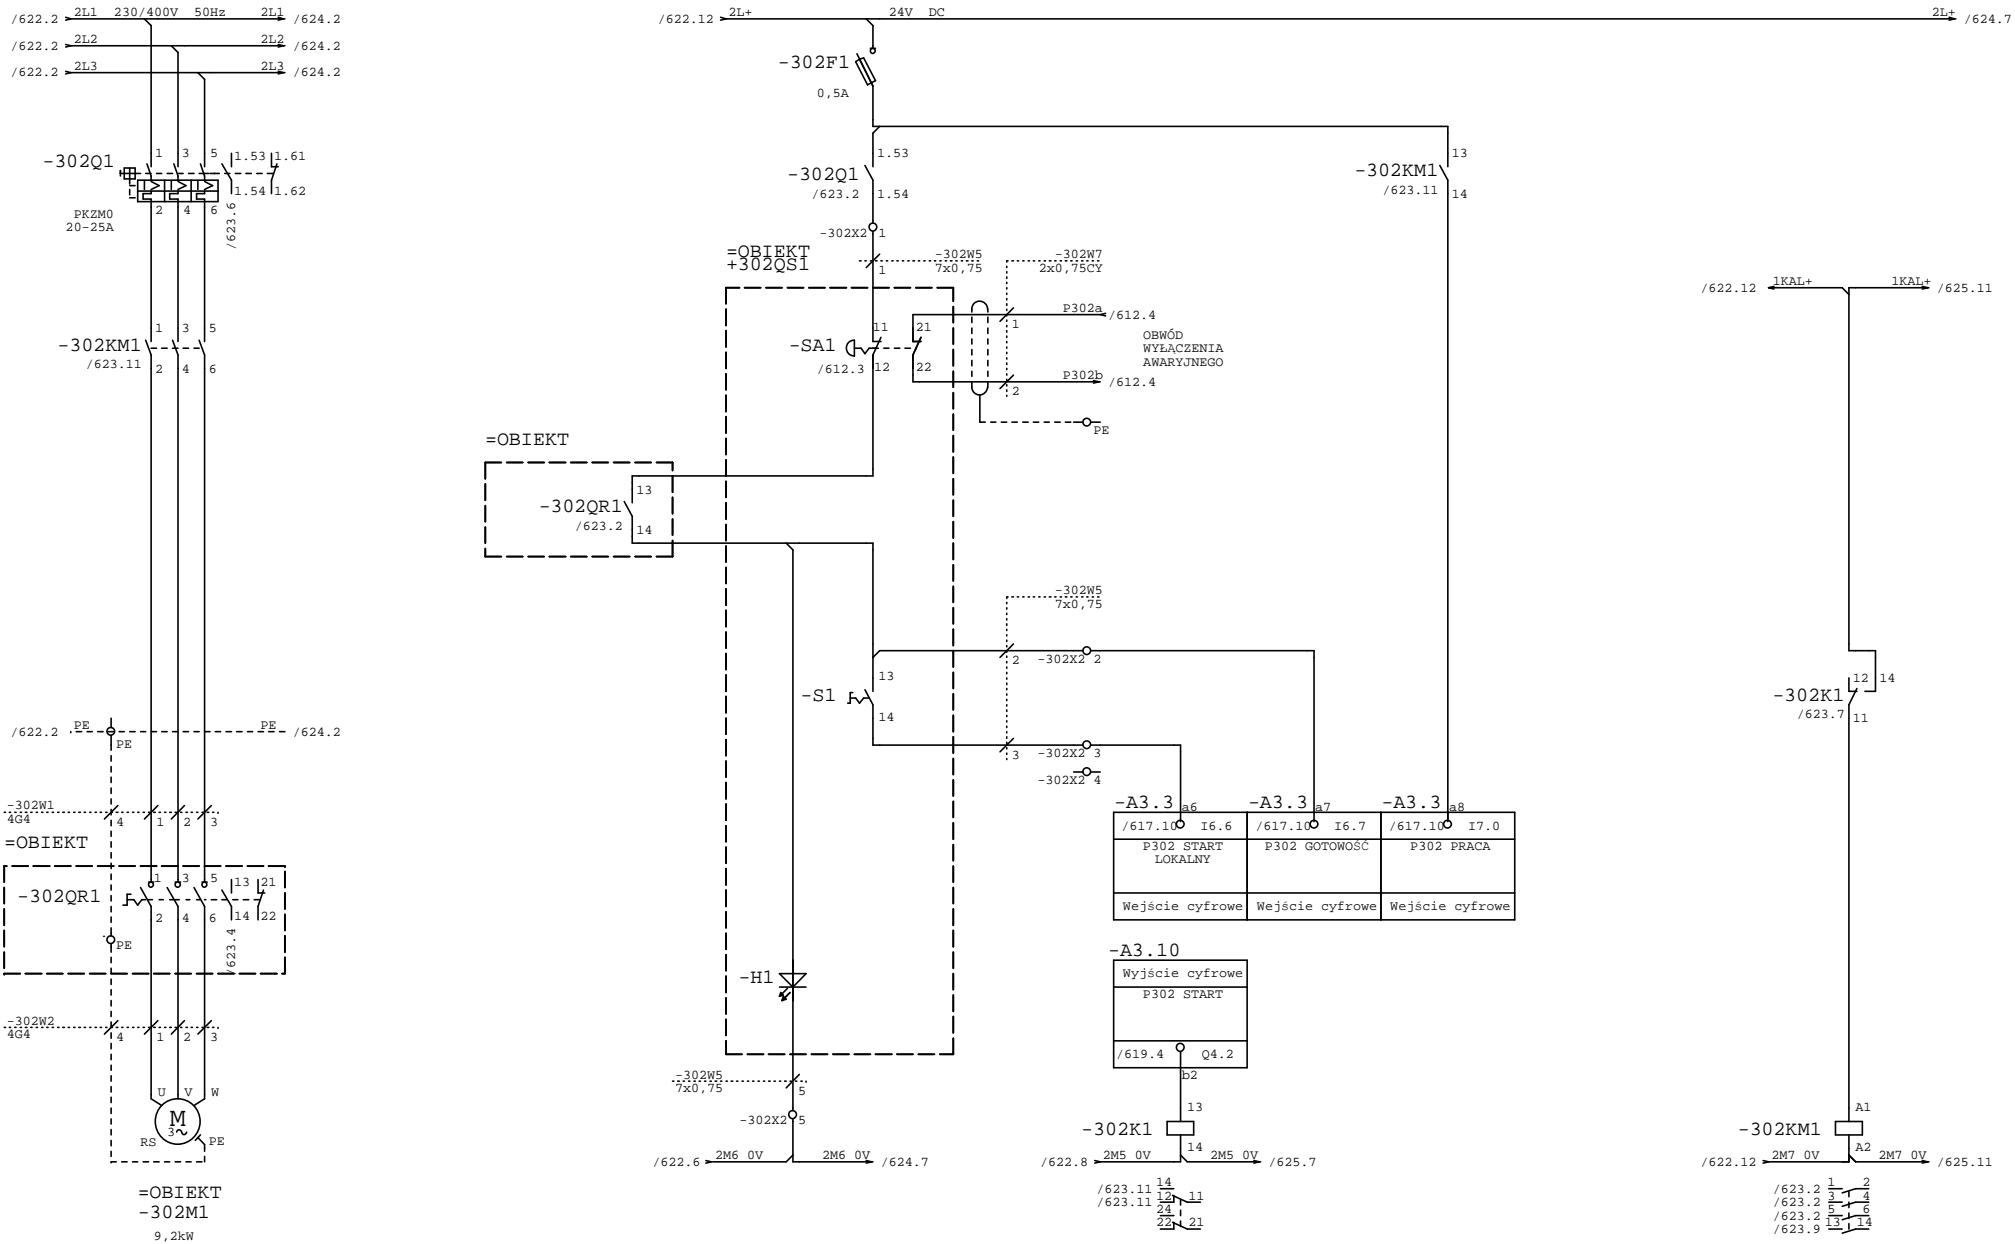 /622.2 2L1 230/400V 50Hz 2L1 /624.2
/622.2 2L2 2L2 /624.2
/622.2 2L3 2L3 /624.2
-302Q1
1 3 5 1.53 1.61
2 4 6 1.54 1.62
PKZM0
20-25A
/623.6
-302KM1
/623.11
1 3 5
2 4 6
/622.2 PE PE /624.2
PE
-302W1
4G4
4 1 2 3
=OBIEKT
-302QR1
1 3 5 13 21
2 4 6 14 22
PE
/623.4
-302W2
4G4
4 1 2 3
U V W
M
3~
RS PE
=OBIEKT
-302M1
9,2kW
/622.12 2L+ 24V DC 2L+ /624.7
-302F1
0,5A
-302Q1
/623.2
1.53
1.54
-302X2 1
=OBIEKT
+302QS1
1
-302W5
7x0,75
-302W7
2x0,75CY
-SA1
/612.3
11 21
12 22
1 P302a /612.4
OBWÓD
WYŁĄCZENIA
AWARYJNEGO
2 P302b /612.4
PE
=OBIEKT
-302QR1
/623.2
13
14
-302W5
7x0,75
2 -302X2 2
-S1
13
14
3 -302X2 3
-302X2 4
-302KM1
/623.11
13
14
-A3.3 a6 -A3.3 a7 -A3.3 a8
/617.10 I6.6 /617.10 I6.7 /617.10 I7.0
P302 START P302 GOTOWOŚĆ P302 PRACA
LOKALNY
Wejście cyfrowe Wejście cyfrowe Wejście cyfrowe
-H1
-302W5
7x0,75
5
-302X2 5
/622.6 2M6 0V 2M6 0V /624.7
-A3.10
Wyjście cyfrowe
P302 START
/619.4 Q4.2
b2
-302K1
13
14
/622.8 2M5 0V 2M5 0V /625.7
/623.11 14
/623.11 12 11
24
22 21
/622.12 1KAL+ 1KAL+ /625.11
-302K1
/623.7
12 14
11
-302KM1
A1
A2
/622.12 2M7 0V 2M7 0V /625.11
/623.2 1 2
/623.2 3 4
/623.2 5 6
/623.9 13 14